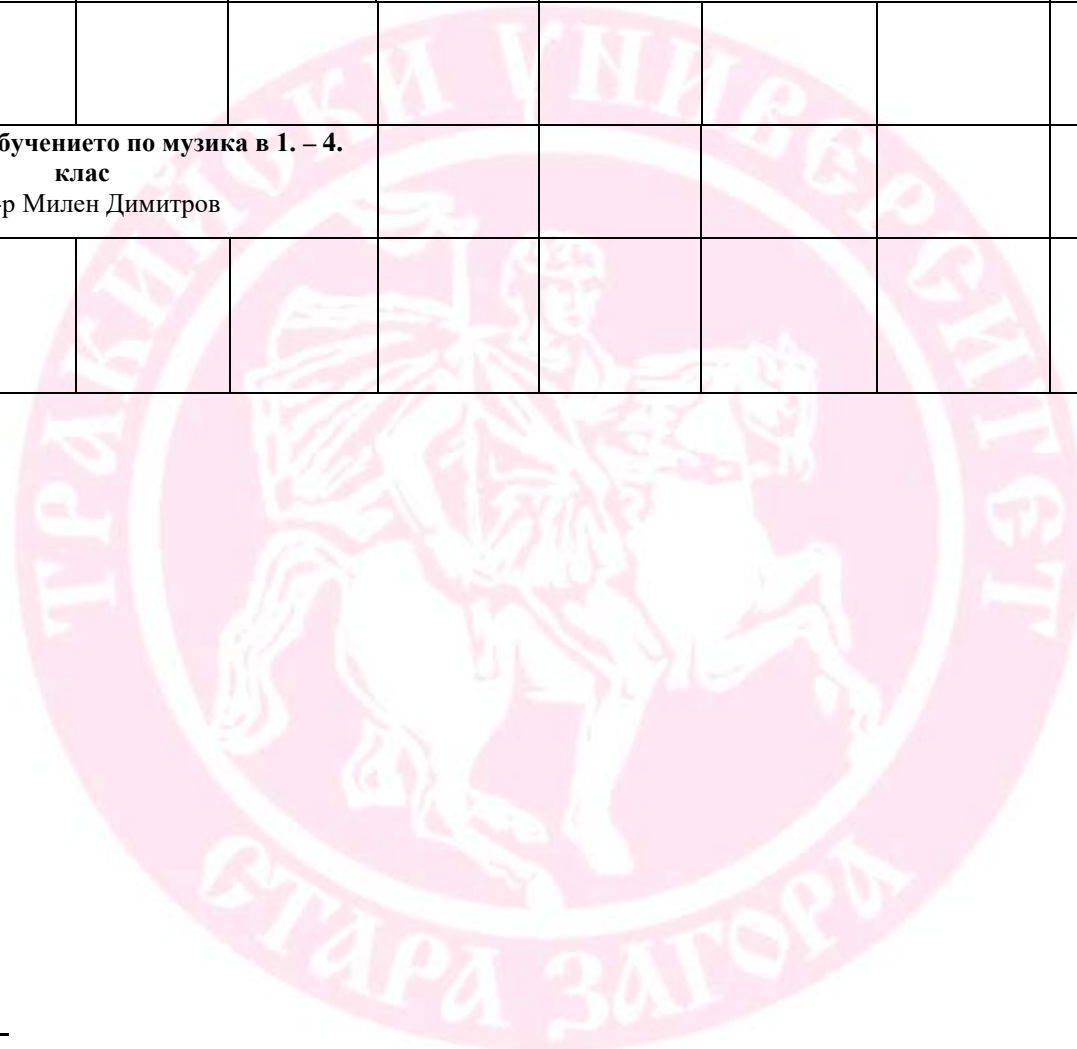 бучението по музика в 1. – 4.
клас
-р Милен Димитров
ТРАКИЙСКИ УНИВЕРСИТЕТ
СТАРА ЗАГОРА